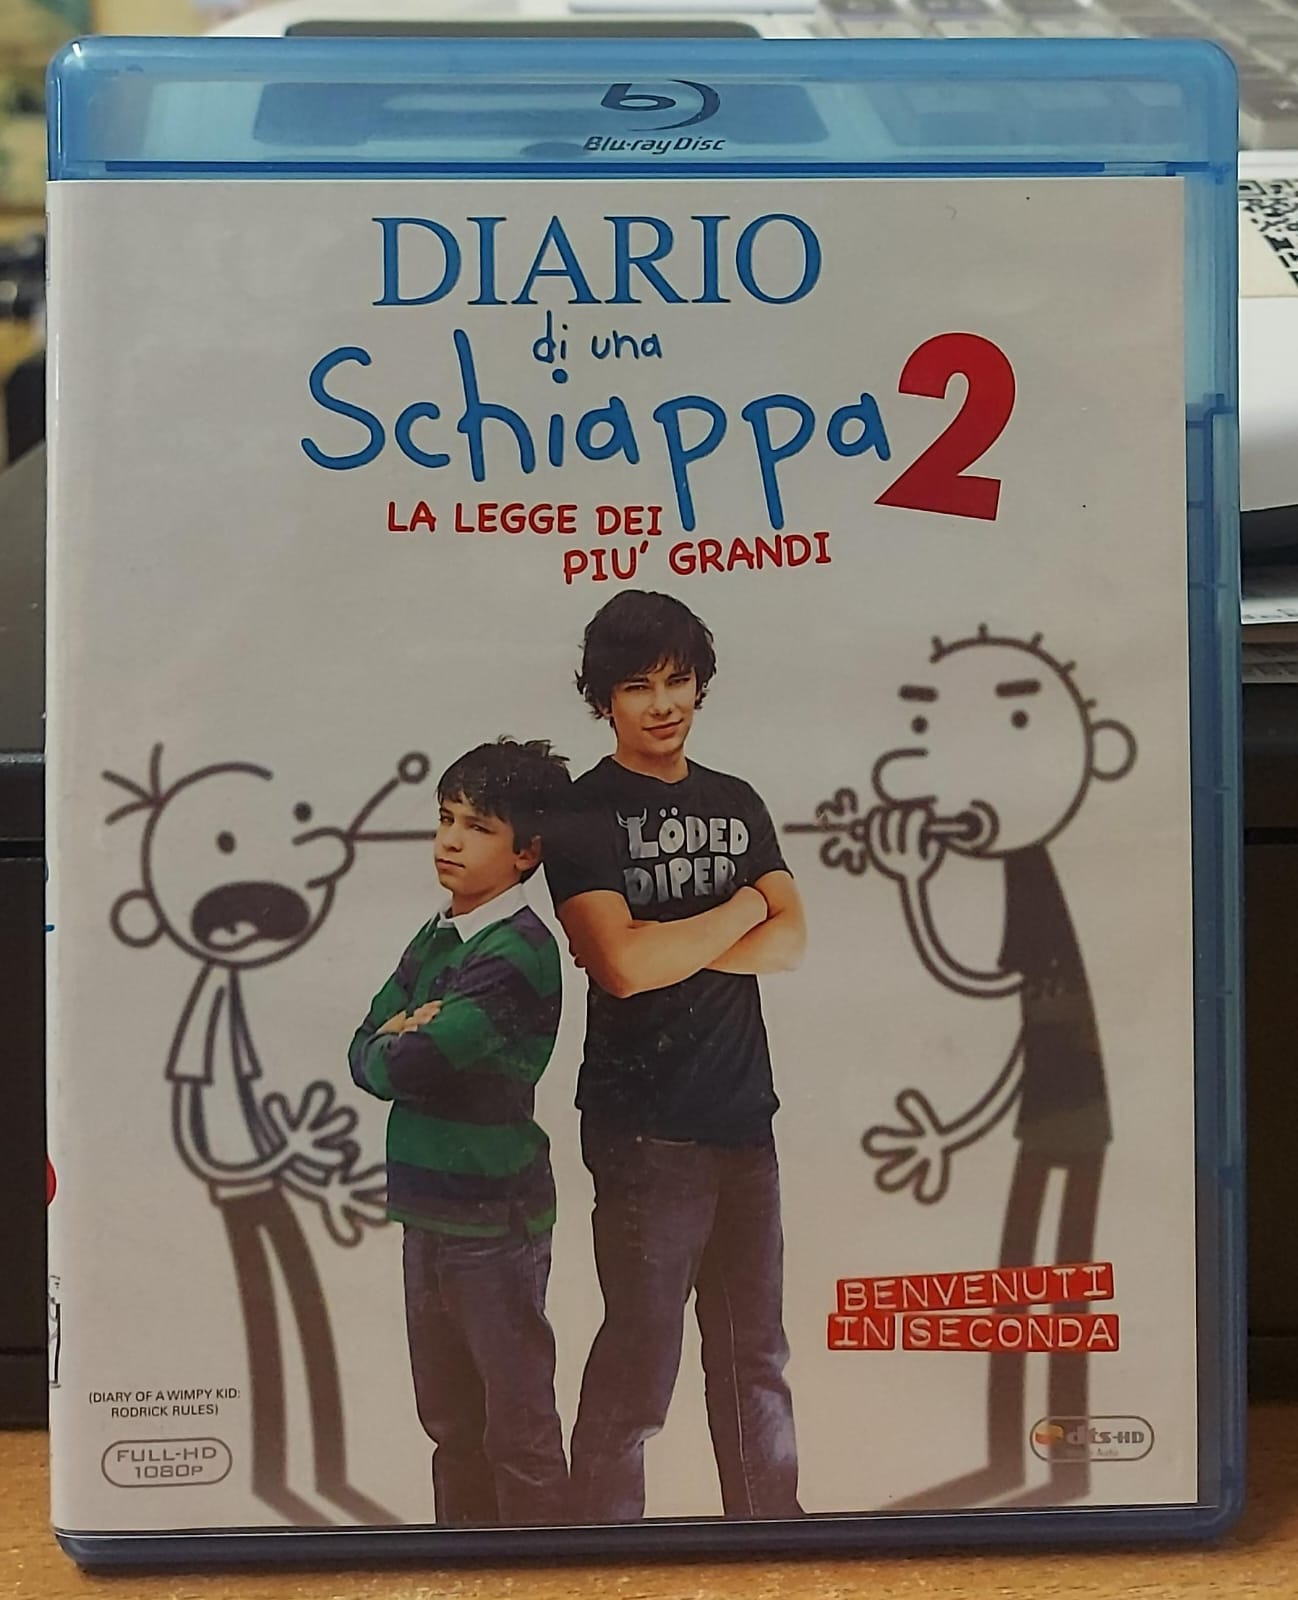 Blu-ray Disc
DIARIO
di una
Schiappa 2
LA LEGGE DEI
PIU' GRANDI
LÖDED
DIPER
BENVENUTI
IN SECONDA
(DIARY OF A WIMPY KID:
RODRICK RULES)
FULL-HD
1080P
dts-HD